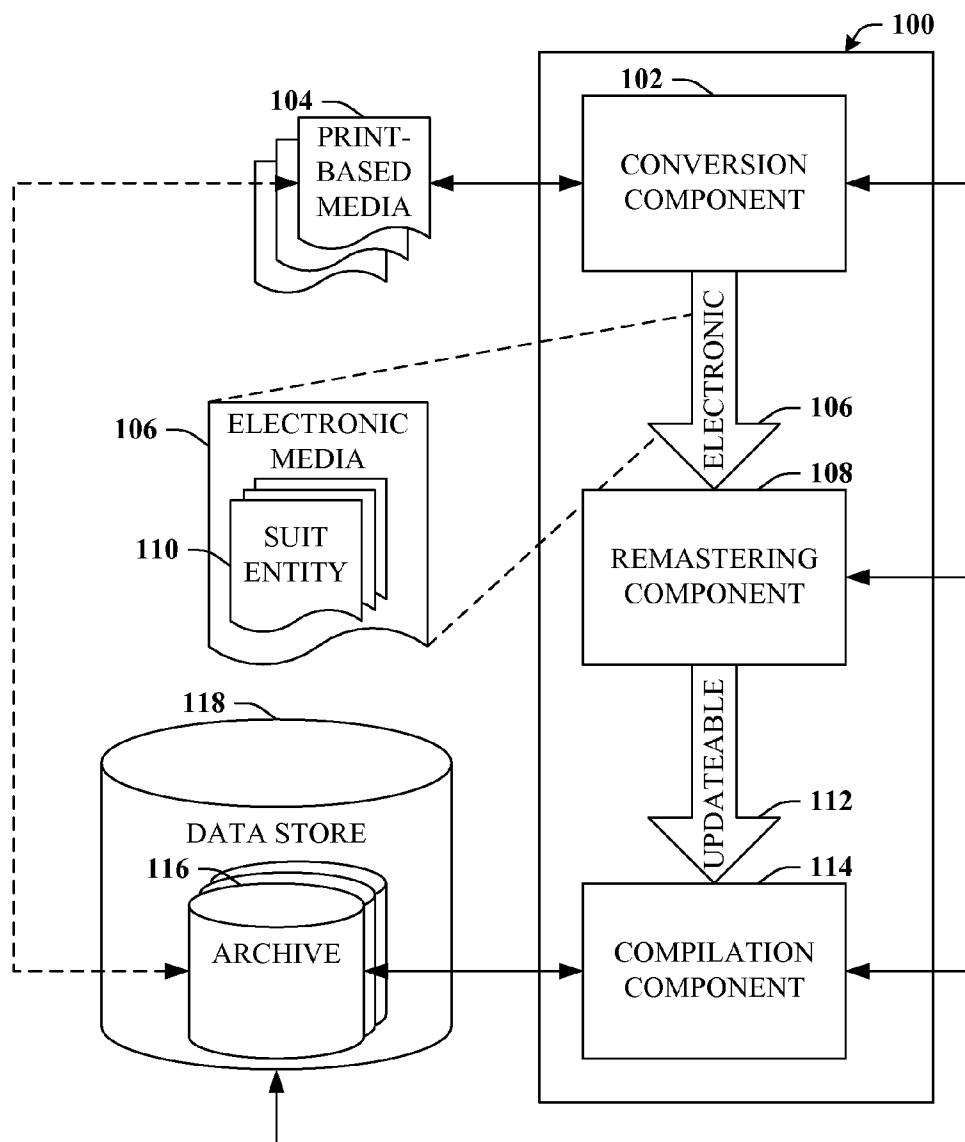 100
102
104
PRINT-
BASED
MEDIA
CONVERSION
COMPONENT
ELECTRONIC
106
106
ELECTRONIC
MEDIA
108
110
SUIT
ENTITY
REMASTERING
COMPONENT
UPDATEABLE
118
112
DATA STORE
116
114
ARCHIVE
COMPILATION
COMPONENT